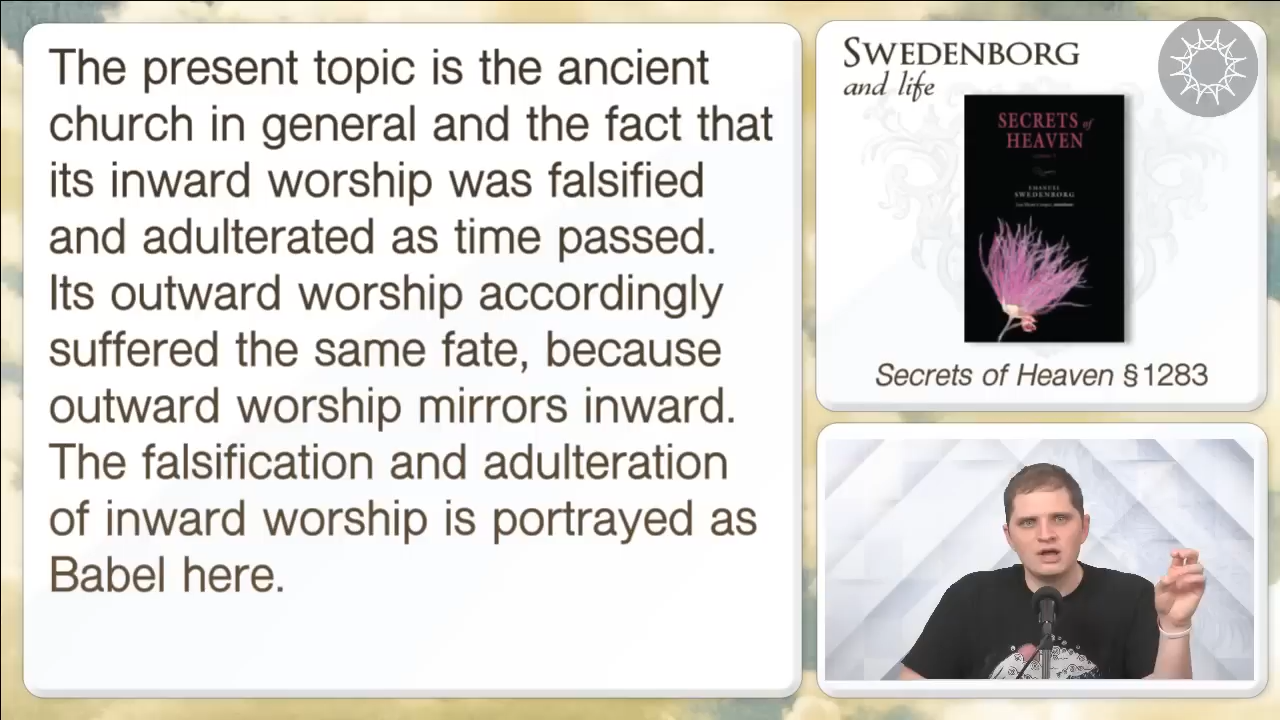 The present topic is the ancient
church in general and the fact that
its inward worship was falsified
and adulterated as time passed.
Its outward worship accordingly
suffered the same fate, because
outward worship mirrors inward.
The falsification and adulteration
of inward worship is portrayed as
Babel here.
SWEDENBORG
and life
SECRETS of
HEAVEN
EMANUEL
SWEDENBORG
Secrets of Heaven §1283